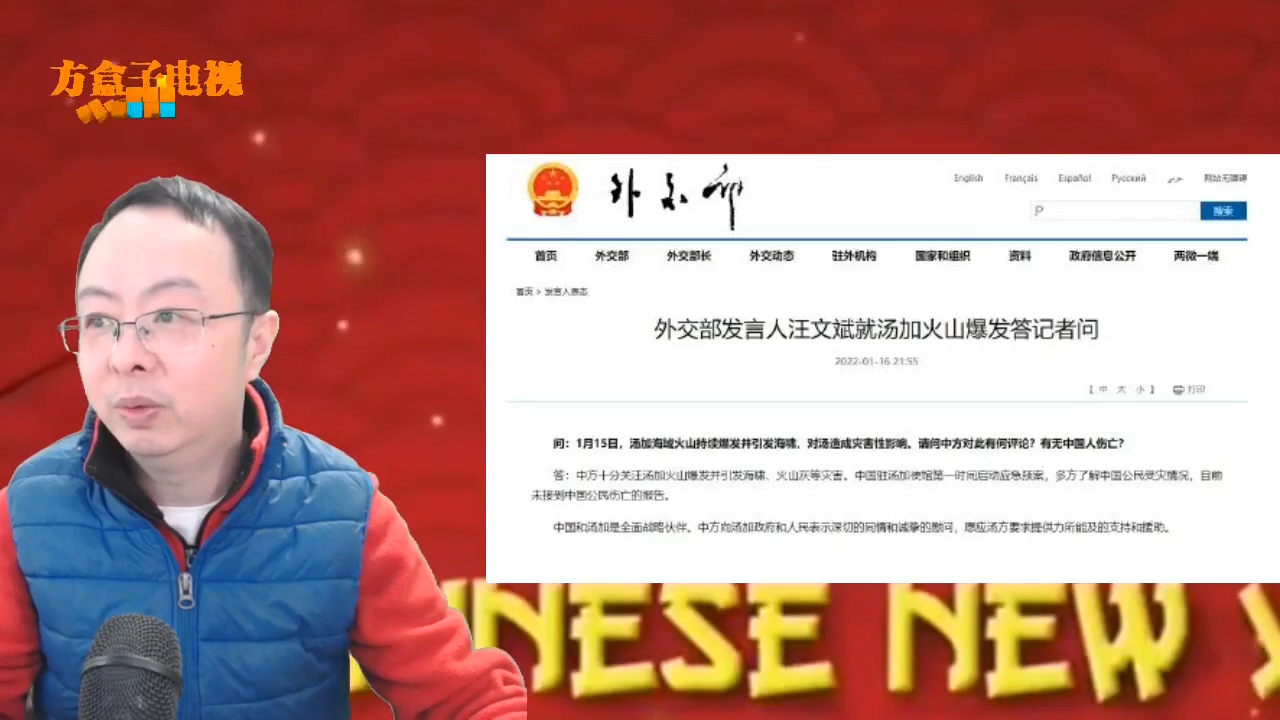 方盒子电视
外交部
English Français Español Русский عربي 网站无障碍
搜索
首页 外交部 外交部长 外交动态 驻外机构 国家和组织 资料 政府信息公开 两微一端
首页 > 发言人表态
外交部发言人汪文斌就汤加火山爆发答记者问
2022-01-16 21:55
【 中 大 小 】 打印
问：1月15日，汤加海域火山持续爆发并引发海啸，对汤造成灾害性影响。请问中方对此有何评论？有无中国人伤亡？
答：中方十分关注汤加火山爆发并引发海啸、火山灰等灾害。中国驻汤加使馆第一时间启动应急预案，多方了解中国公民受灾情况，目前
未接到中国公民伤亡的报告。
中国和汤加是全面战略伙伴。中方向汤加政府和人民表示深切的同情和诚挚的慰问，愿应汤方要求提供力所能及的支持和援助。
INESE NEW Y